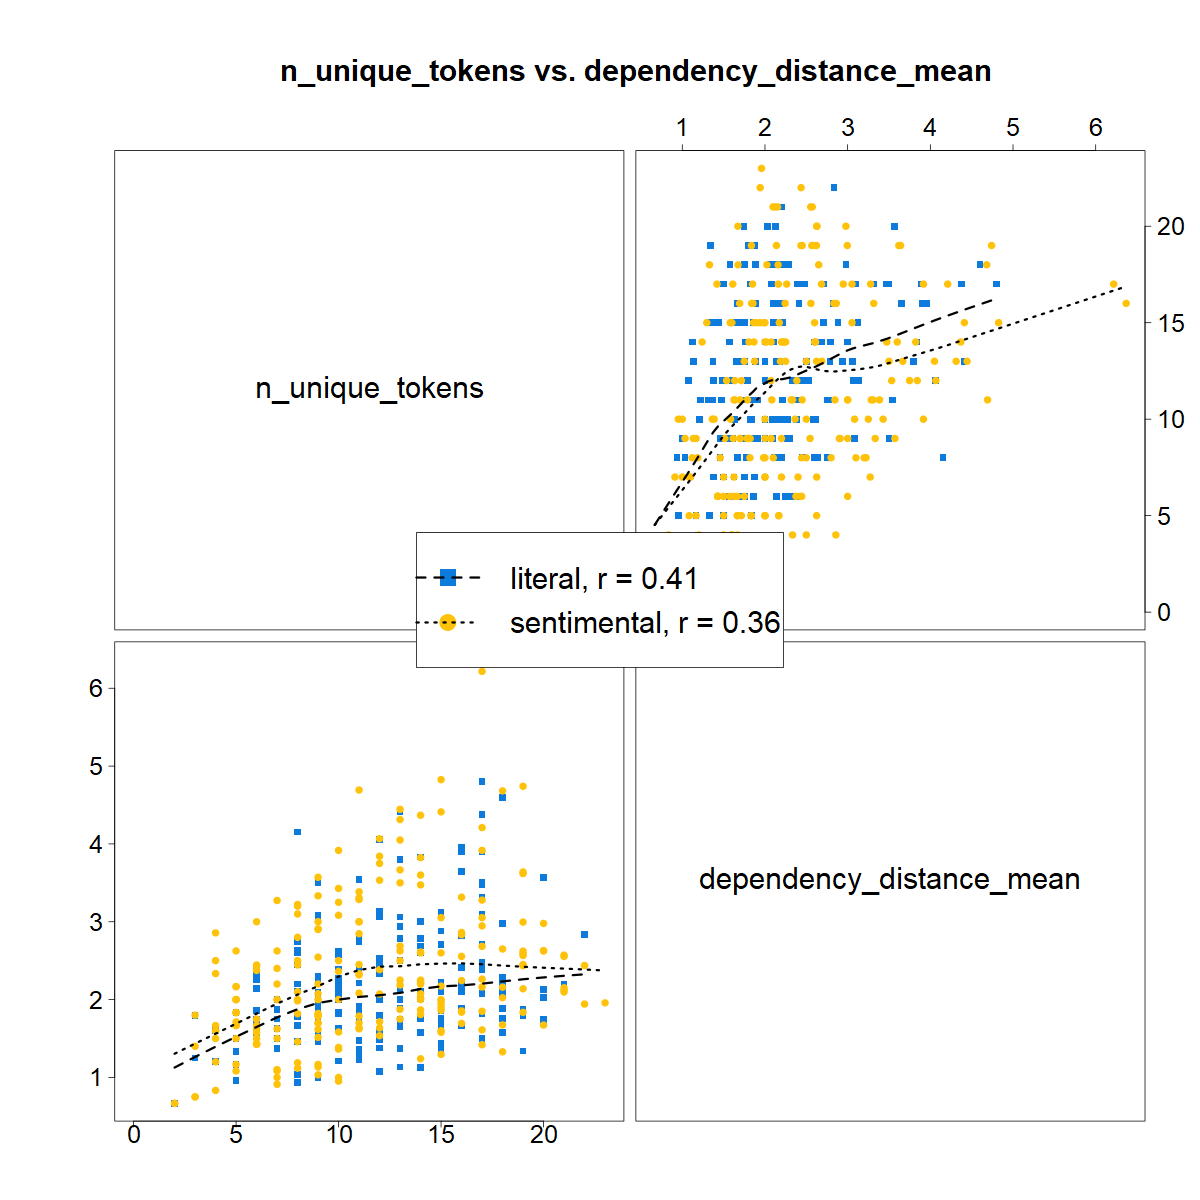 n_unique_tokens vs. dependency_distance_mean
1 2 3 4 5 6
n_unique_tokens
20
15
10
5
0
literal, r = 0.41
sentimental, r = 0.36
6
5
4
3
2
1
dependency_distance_mean
0 5 10 15 20